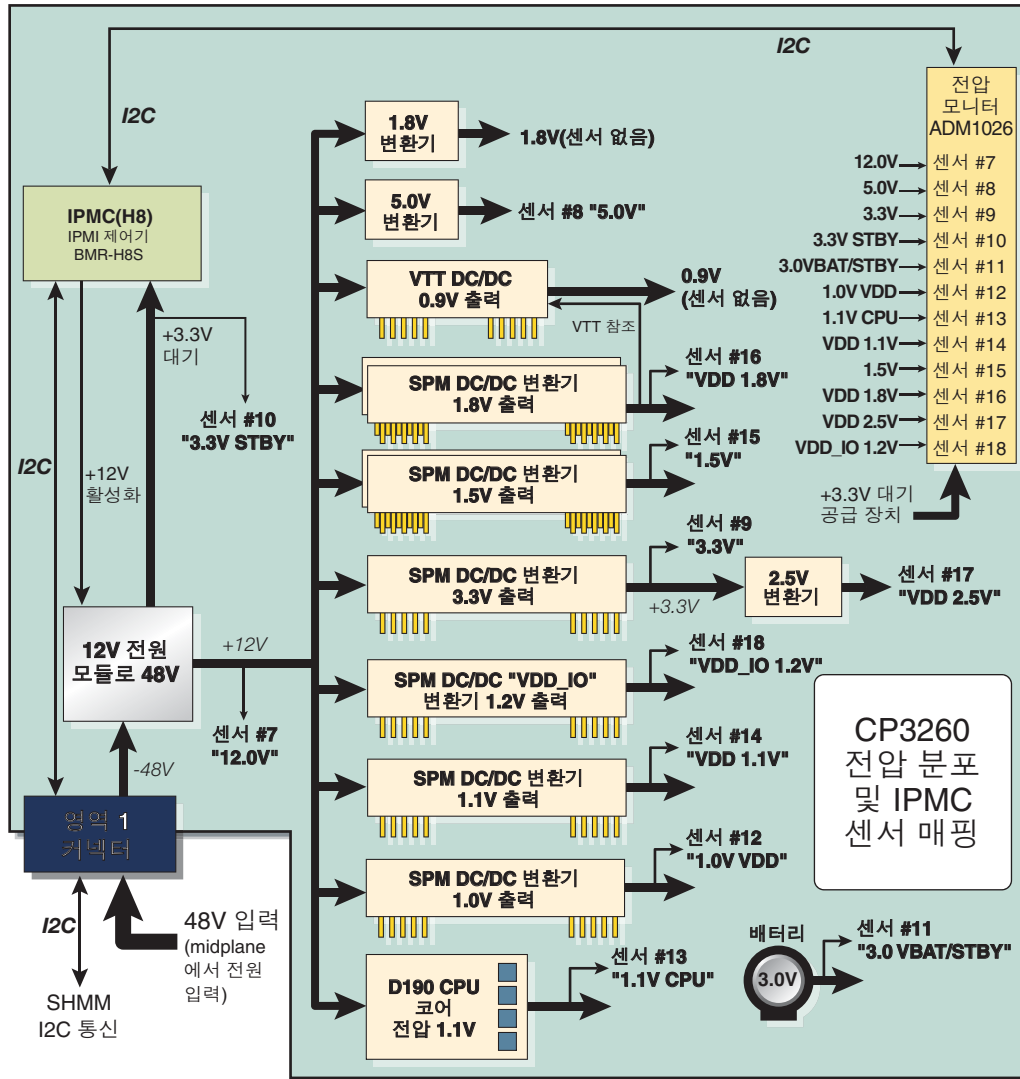 I2C
I2C
전압
모니터
ADM1026
12.0V 센서 #7
5.0V 센서 #8
3.3V 센서 #9
3.3V STBY 센서 #10
3.0VBAT/STBY 센서 #11
1.0V VDD 센서 #12
1.1V CPU 센서 #13
VDD 1.1V 센서 #14
1.5V 센서 #15
VDD 1.8V 센서 #16
VDD 2.5V 센서 #17
VDD_IO 1.2V 센서 #18
+3.3V 대기
공급 장치
IPMC(H8)
IPMI 제어기
BMR-H8S
+3.3V
대기
센서 #10
"3.3V STBY"
I2C
+12V
활성화
12V 전원
모듈로 48V
+12V
센서 #7
"12.0V"
-48V
영역 1
커넥터
I2C
48V 입력
(midplane
에서 전원
입력)
SHMM
I2C 통신
1.8V
변환기
1.8V(센서 없음)
5.0V
변환기
센서 #8 "5.0V"
VTT DC/DC
0.9V 출력
0.9V
(센서 없음)
VTT 참조
SPM DC/DC 변환기
1.8V 출력
센서 #16
"VDD 1.8V"
SPM DC/DC 변환기
1.5V 출력
센서 #15
"1.5V"
SPM DC/DC 변환기
3.3V 출력
센서 #9
"3.3V"
+3.3V
2.5V
변환기
센서 #17
"VDD 2.5V"
SPM DC/DC "VDD_IO"
변환기 1.2V 출력
센서 #18
"VDD_IO 1.2V"
SPM DC/DC 변환기
1.1V 출력
센서 #14
"VDD 1.1V"
SPM DC/DC 변환기
1.0V 출력
센서 #12
"1.0V VDD"
D190 CPU
코어
전압 1.1V
센서 #13
"1.1V CPU"
CP3260
전압 분포
및 IPMC
센서 매핑
배터리
3.0V
센서 #11
"3.0 VBAT/STBY"